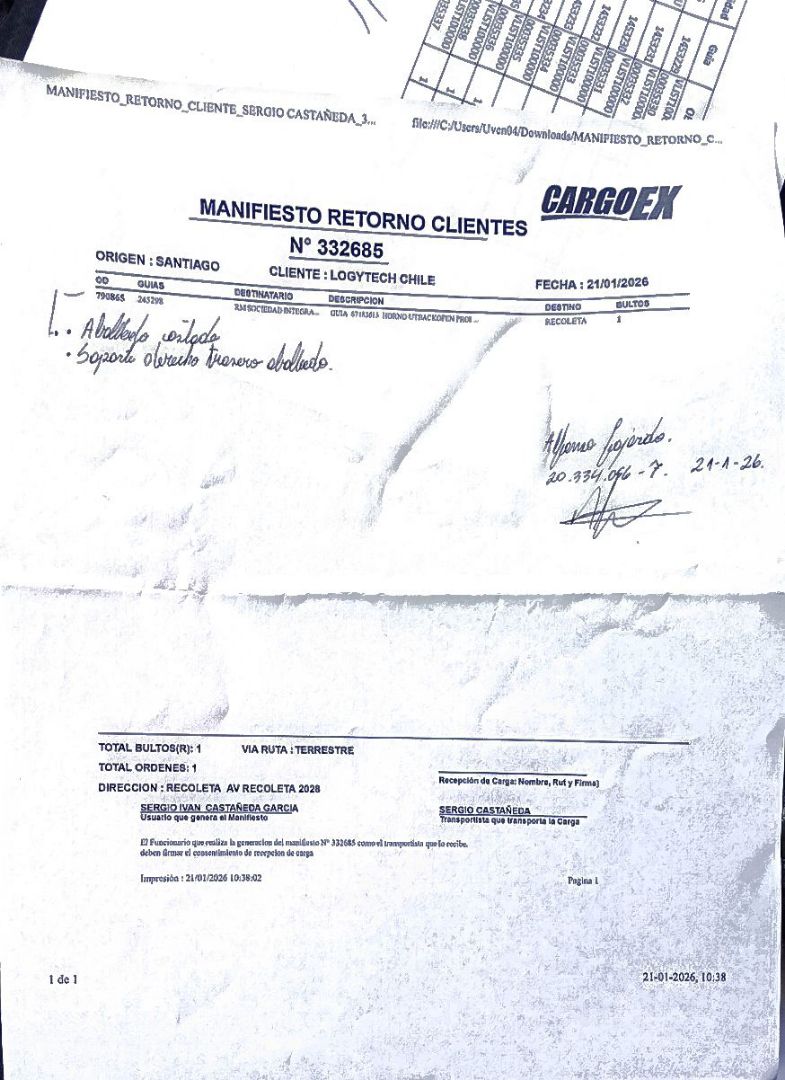 MANIFIESTO_RETORNO_CLIENTE_SERGIO CASTAÑEDA_3...
file:///C:/Users/Uven04/Downloads/MANIFIESTO_RETORNO_C...
CARGOEX
MANIFIESTO RETORNO CLIENTES
N° 332685
ORIGEN : SANTIAGO
CLIENTE : LOGYTECH CHILE
FECHA : 21/01/2026
OD GUIAS DESTINATARIO DESCRIPCION DESTINO BULTOS
790865 245298 RM SOCIEDAD INTEGRA... GUIA HORNO RECOLETA 1
• Abollado costado
• Soporte derecho trasero abollado.
Alfonso Fajardo.
20.334.096-7. 21-1-26.
TOTAL BULTOS(R): 1 VIA RUTA : TERRESTRE
TOTAL ORDENES: 1
Recepción de Carga: Nombre, Rut y Firma)
DIRECCION : RECOLETA AV RECOLETA 2028
SERGIO IVAN CASTAÑEDA GARCIA
Usuario que genera el Manifiesto
SERGIO CASTAÑEDA
Transportista que transporta la Carga
El Funcionario que realiza la generacion del manifiesto N° 332685 como el transportista que lo recibe.
deben firmar el consentimiento de recepcion de carga
Impresión : 21/01/2026 10:38:02
Pagina 1
1 de 1
21-01-2026, 10:38